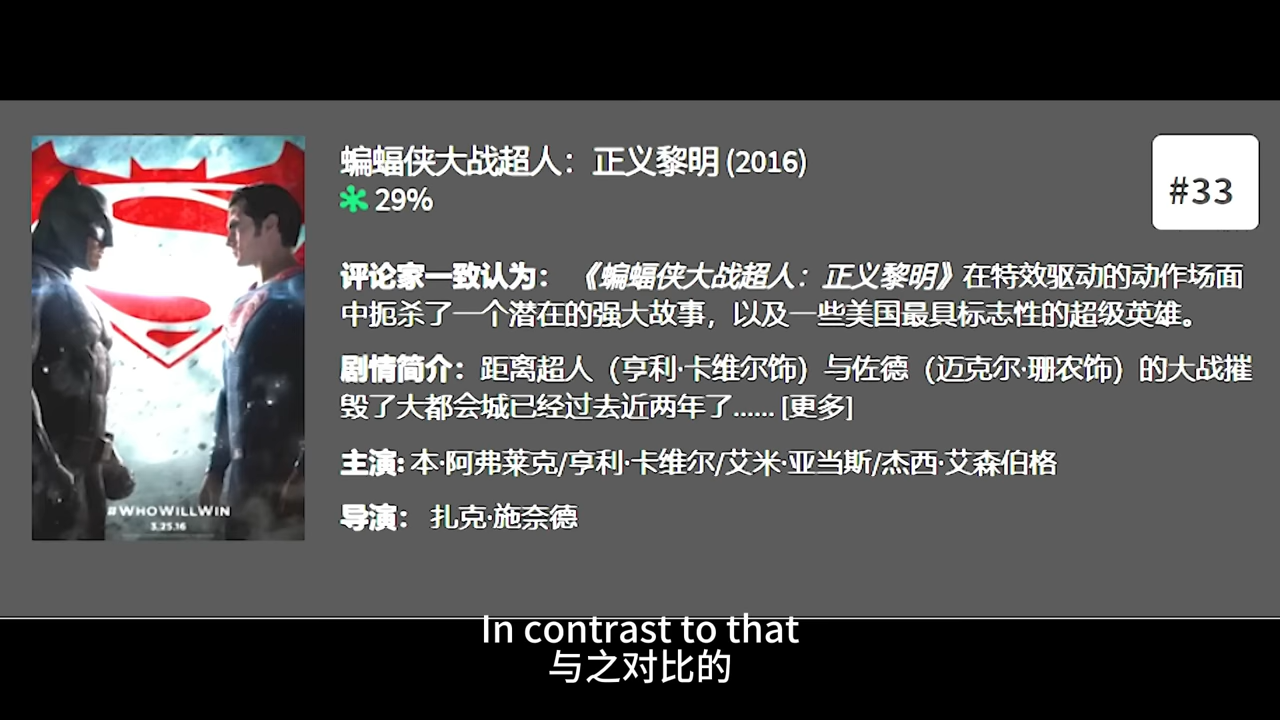 蝙蝠侠大战超人：正义黎明 (2016)
29%
#33
评论家一致认为：《蝙蝠侠大战超人：正义黎明》在特效驱动的动作场面
中扼杀了一个潜在的强大故事，以及一些美国最具标志性的超级英雄。
剧情简介：距离超人（亨利·卡维尔饰）与佐德（迈克尔·珊农饰）的大战摧
毁了大都会城已经过去近两年了...... [更多]
主演: 本·阿弗莱克/亨利·卡维尔/艾米·亚当斯/杰西·艾森伯格
导演： 扎克·施奈德
#WHOWILLWIN
3.25.16
In contrast to that
与之对比的